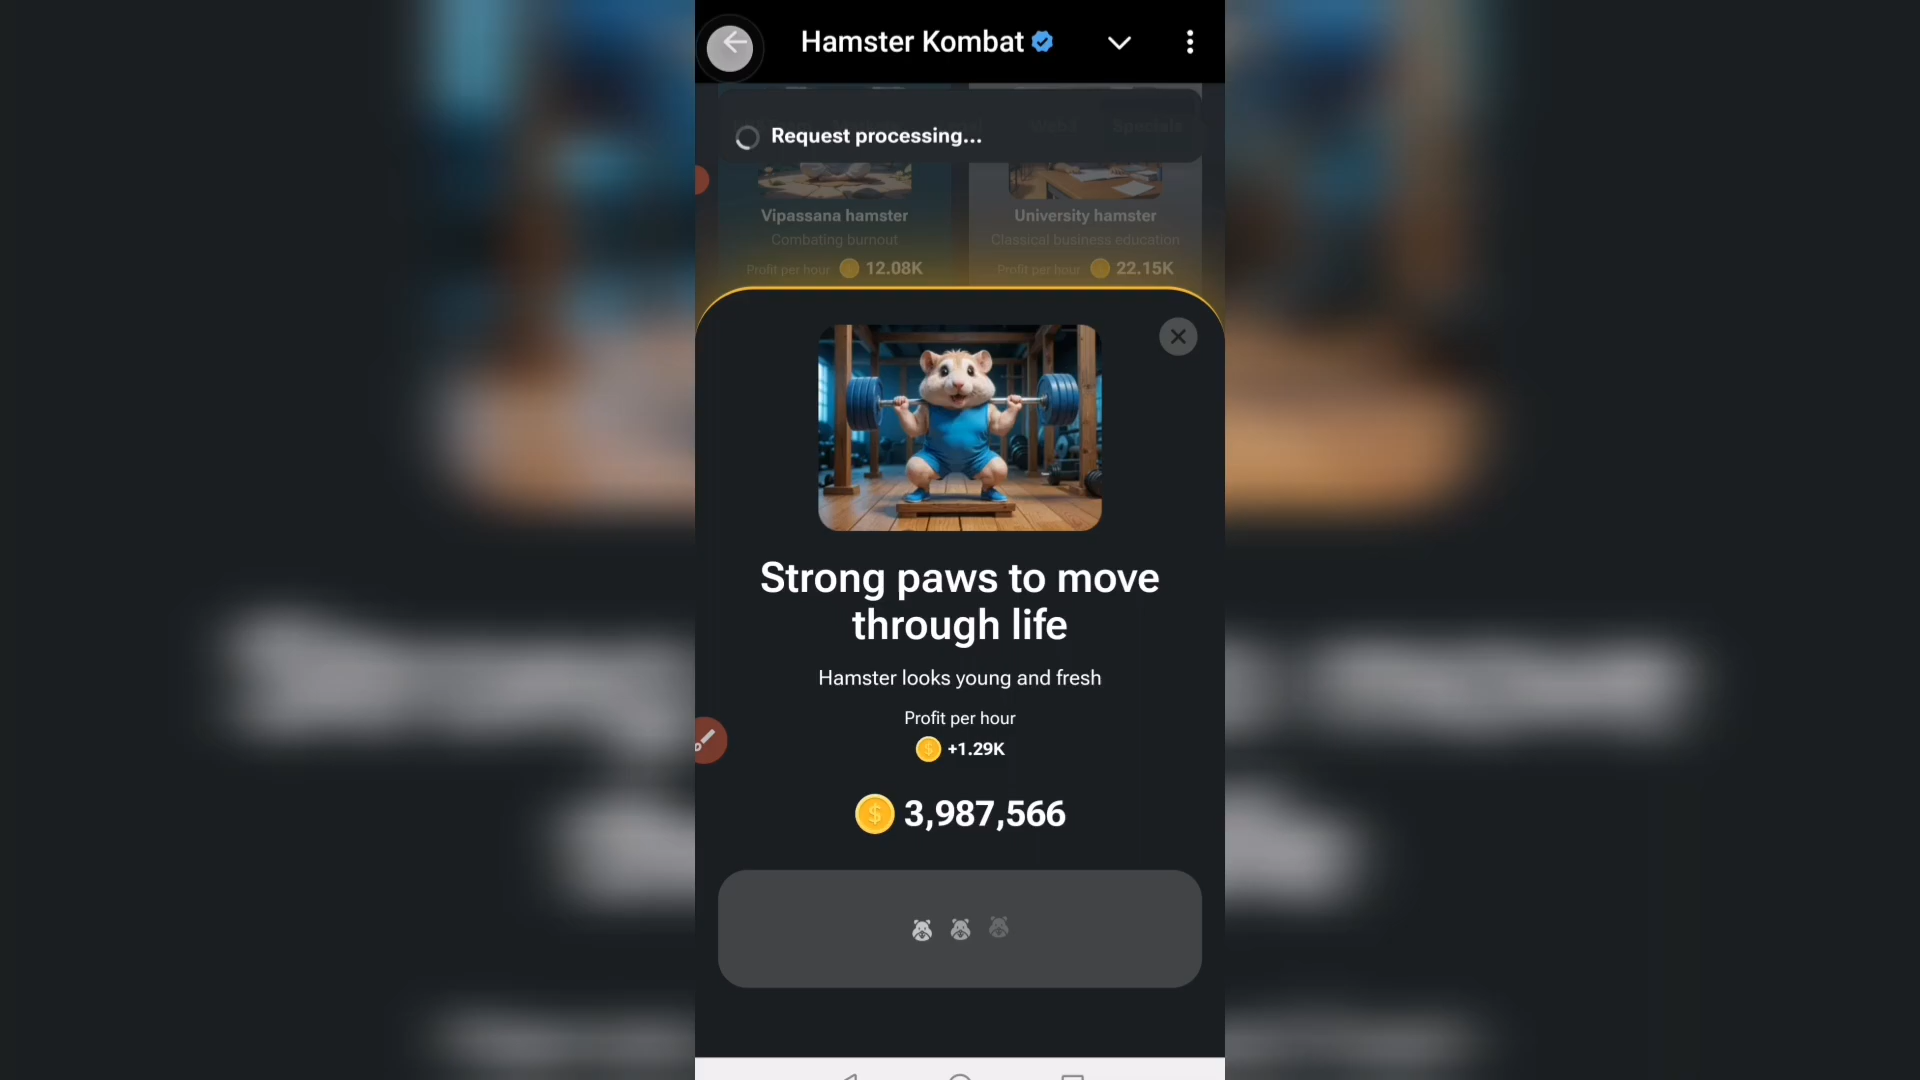 Hamster Kombat
Request processing...
Web3
Specials
Vipassana hamster
University hamster
Combating burnout
Classical business education
Profit per hour 12.08K
Profit per hour 22.15K
Strong paws to move
through life
Hamster looks young and fresh
Profit per hour
+1.29K
3,987,566